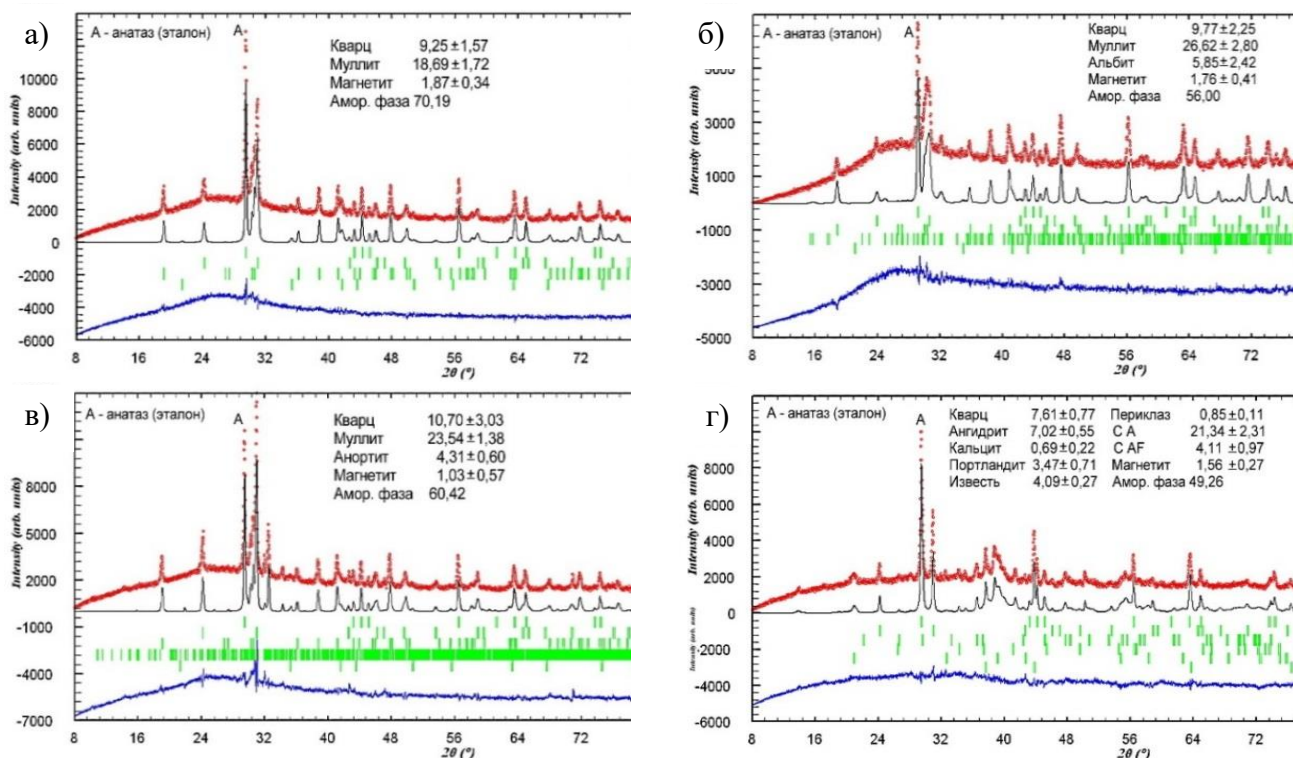 а)
А - анатаз (эталон)
А
Кварц 9,25±1,57
Муллит 18,69±1,72
Магнетит 1,87±0,34
Амор. фаза 70,19
Intensity (arb. units)
10000
8000
6000
4000
2000
0
-2000
-4000
-6000
8 16 24 32 40 48 56 64 72
2θ (°)
б)
А - анатаз (эталон)
А
Кварц 9,77±2,25
Муллит 26,62±2,80
Альбит 5,85±2,42
Магнетит 1,76±0,41
Амор. фаза 56,00
Intensity (arb. units)
3000
1000
-1000
-3000
-5000
8 16 24 32 40 48 56 64 72
2θ (°)
в)
А - анатаз (эталон)
А
Кварц 10,70±3,03
Муллит 23,54±1,38
Анортит 4,31±0,60
Магнетит 1,03±0,57
Амор. фаза 60,42
Intensity (arb. units)
8000
5000
2000
-1000
-4000
-7000
8 16 24 32 40 48 56 64 72
2θ (°)
г)
А - анатаз (эталон)
А
Кварц 7,61±0,77 Периклаз 0,85±0,11
Ангидрит 7,02±0,55 С А 21,34±2,31
Кальцит 0,69±0,22 С АF 4,11±0,97
Портландит 3,47±0,71 Магнетит 1,56±0,27
Известь 4,09±0,27 Амор. фаза 49,26
Intensity (arb. units)
Intensity (arb. units)
8000
6000
4000
2000
0
-2000
-4000
-6000
8 16 24 32 40 48 56 64 72
2θ (°)